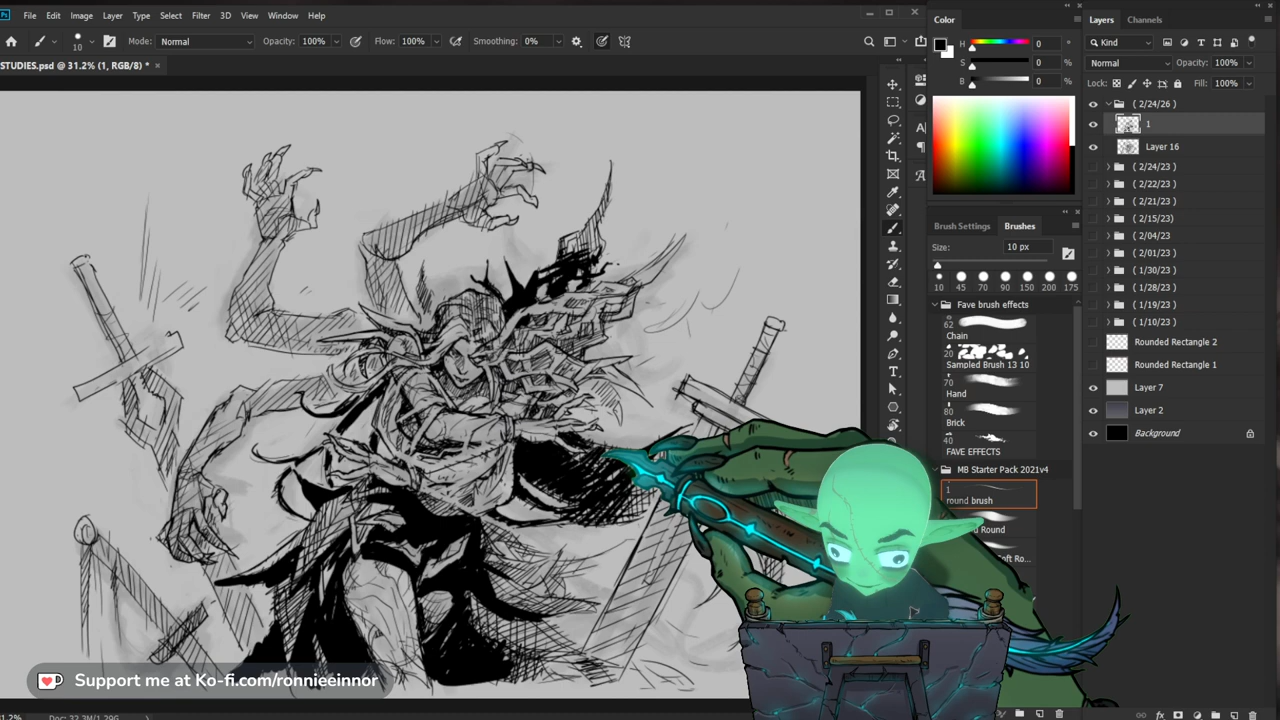 Ps File Edit Image Layer Type Select Filter 3D View Window Help
10 Mode: Normal Opacity: 100% Flow: 100% Smoothing: 0%
STUDIES.psd @ 31.2% (1, RGB/8) * ×
Color
H 0 °
S 0 %
B 0 %
Brush Settings Brushes
Size: 10 px
10 45 70 90 150 200 175
Fave brush effects
62
Chain
20
Sampled Brush 13 10
70
Hand
80
Brick
40
FAVE EFFECTS
MB Starter Pack 2021v4
1
round brush
Layers Channels
Kind
Normal Opacity: 100%
Lock: Fill: 100%
( 2/24/26 )
1
Layer 16
( 2/24/23 )
( 2/22/23 )
( 2/21/23 )
( 2/15/23)
( 2/04/23
( 2/01/23 )
( 1/30/23 )
( 1/28/23 )
( 1/19/23 )
( 1/10/23 )
Rounded Rectangle 2
Rounded Rectangle 1
Layer 7
Layer 2
Background
fx
Support me at Ko-fi.com/ronnieeinnor